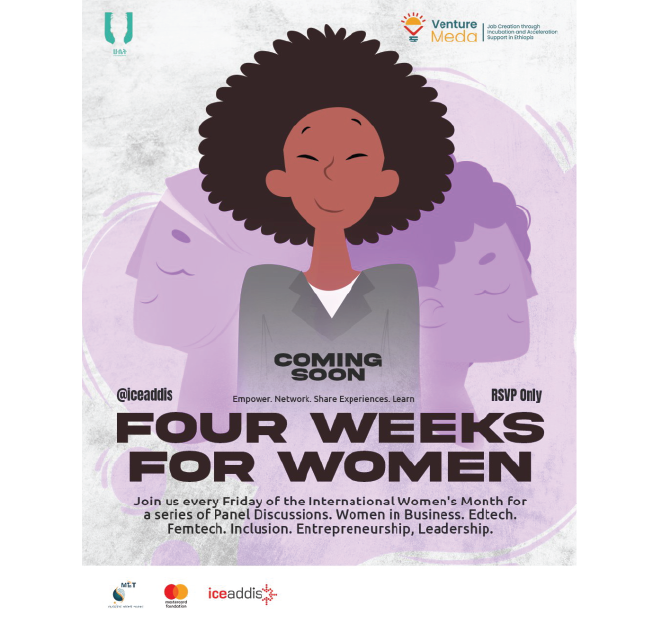 Venture
Meda
Job Creation through
Incubation and Acceleration
Support in Ethiopia
COMING
SOON
@iceaddis
Empower. Network. Share Experiences. Learn
RSVP Only
FOUR WEEKS
FOR WOMEN
Join us every Friday of the International Women's Month for
a series of Panel Discussions. Women in Business. Edtech.
Femtech. Inclusion. Entrepreneurship, Leadership.
mastercard
foundation
iceaddis